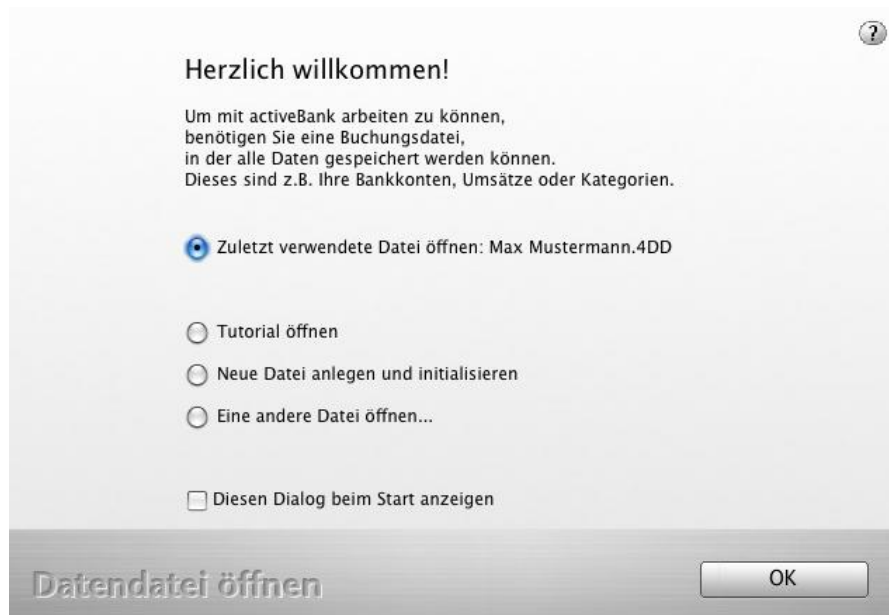 ?
Herzlich willkommen!
Um mit activeBank arbeiten zu können,
benötigen Sie eine Buchungsdatei,
in der alle Daten gespeichert werden können.
Dieses sind z.B. Ihre Bankkonten, Umsätze oder Kategorien.
Zuletzt verwendete Datei öffnen: Max Mustermann.4DD
Tutorial öffnen
Neue Datei anlegen und initialisieren
Eine andere Datei öffnen...
Diesen Dialog beim Start anzeigen
Datendatei öffnen
OK